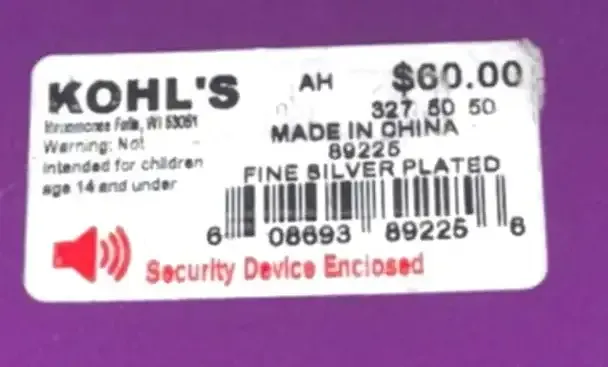 KOHL'S
AH
$60.00
Menomonee Falls, WI 53051
327 50 50
Warning: Not
intended for children
age 14 and under
MADE IN CHINA
89225
FINE SILVER PLATED
6 08693 89225 8
Security Device Enclosed